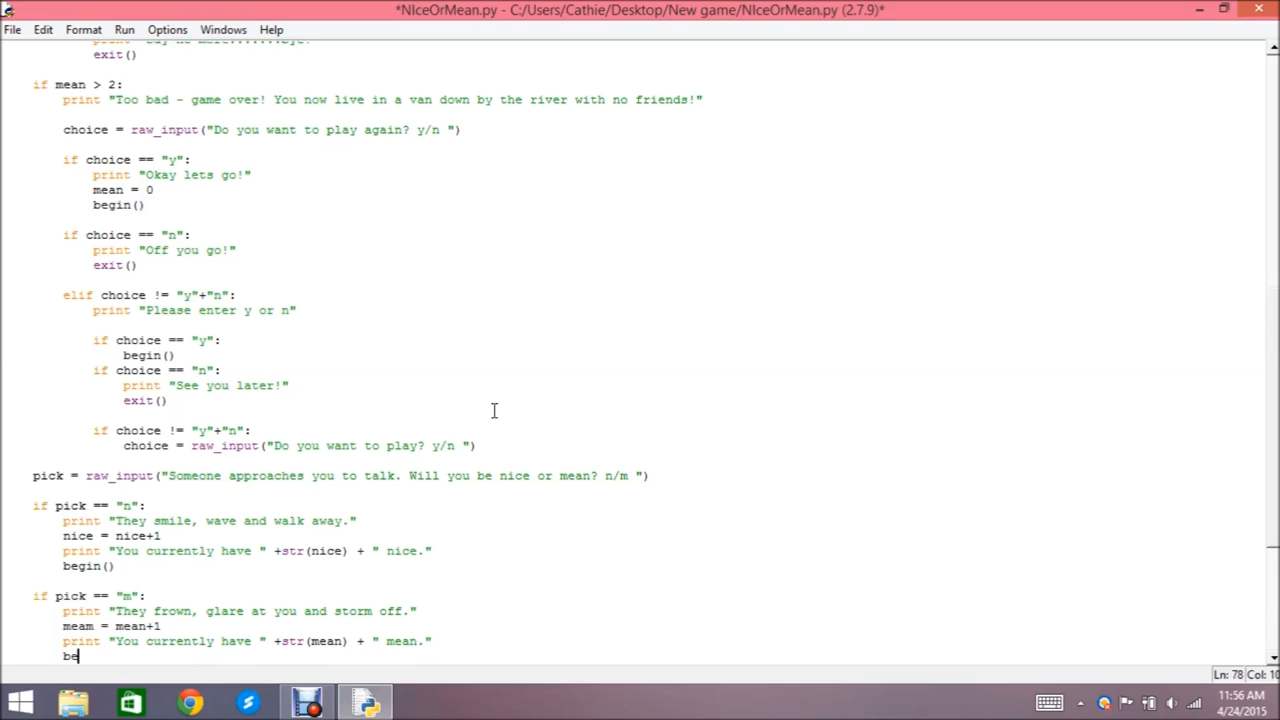 *NIceOrMean.py - C:/Users/Cathie/Desktop/New game/NIceOrMean.py (2.7.9)*
File Edit Format Run Options Windows Help
exit()
if mean > 2:
print "Too bad - game over! You now live in a van down by the river with no friends!"
choice = raw_input("Do you want to play again? y/n ")
if choice == "y":
print "Okay lets go!"
mean = 0
begin()
if choice == "n":
print "Off you go!"
exit()
elif choice != "y"+"n":
print "Please enter y or n"
if choice == "y":
begin()
if choice == "n":
print "See you later!"
exit()
if choice != "y"+"n":
choice = raw_input("Do you want to play? y/n ")
pick = raw_input("Someone approaches you to talk. Will you be nice or mean? n/m ")
if pick == "n":
print "They smile, wave and walk away."
nice = nice+1
print "You currently have " +str(nice) + " nice."
begin()
if pick == "m":
print "They frown, glare at you and storm off."
meam = mean+1
print "You currently have " +str(mean) + " mean."
be
Ln: 78 Col: 10
11:56 AM
4/24/2015